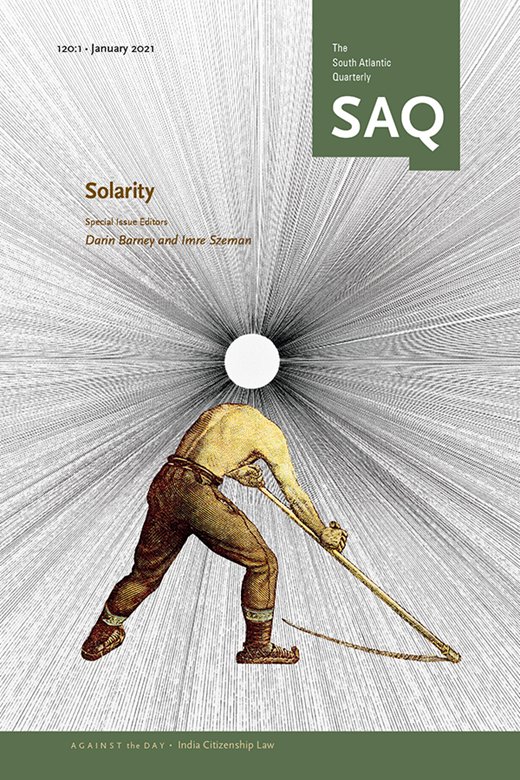 120:1 • January 2021
The
South Atlantic
Quarterly
SAQ
Solarity
Special Issue Editors
Darin Barney and Imre Szeman
AGAINST the DAY • India Citizenship Law